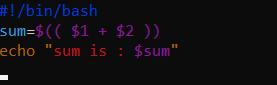 #!/bin/bash
sum=$(( $1 + $2 ))
echo "sum is : $sum"